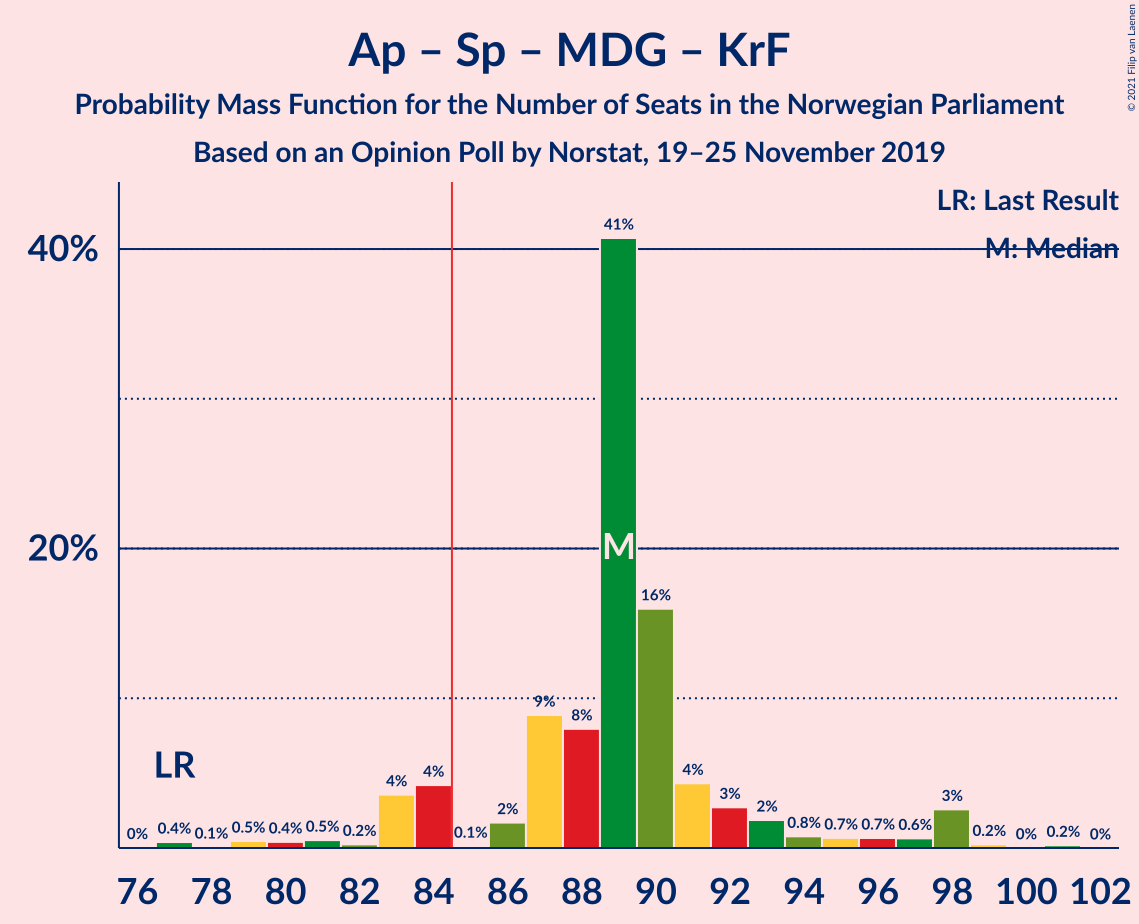 Ap – Sp – MDG – KrF
Probability Mass Function for the Number of Seats in the Norwegian Parliament
Based on an Opinion Poll by Norstat, 19–25 November 2019
© 2021 Filip van Laenen
LR: Last Result
M: Median
40%
20%
LR
M
0% 0.4% 0.1% 0.5% 0.4% 0.5% 0.2% 4% 4% 0.1% 2% 9% 8% 41% 16% 4% 3% 2% 0.8% 0.7% 0.7% 0.6% 3% 0.2% 0% 0.2% 0%
76 78 80 82 84 86 88 90 92 94 96 98 100 102